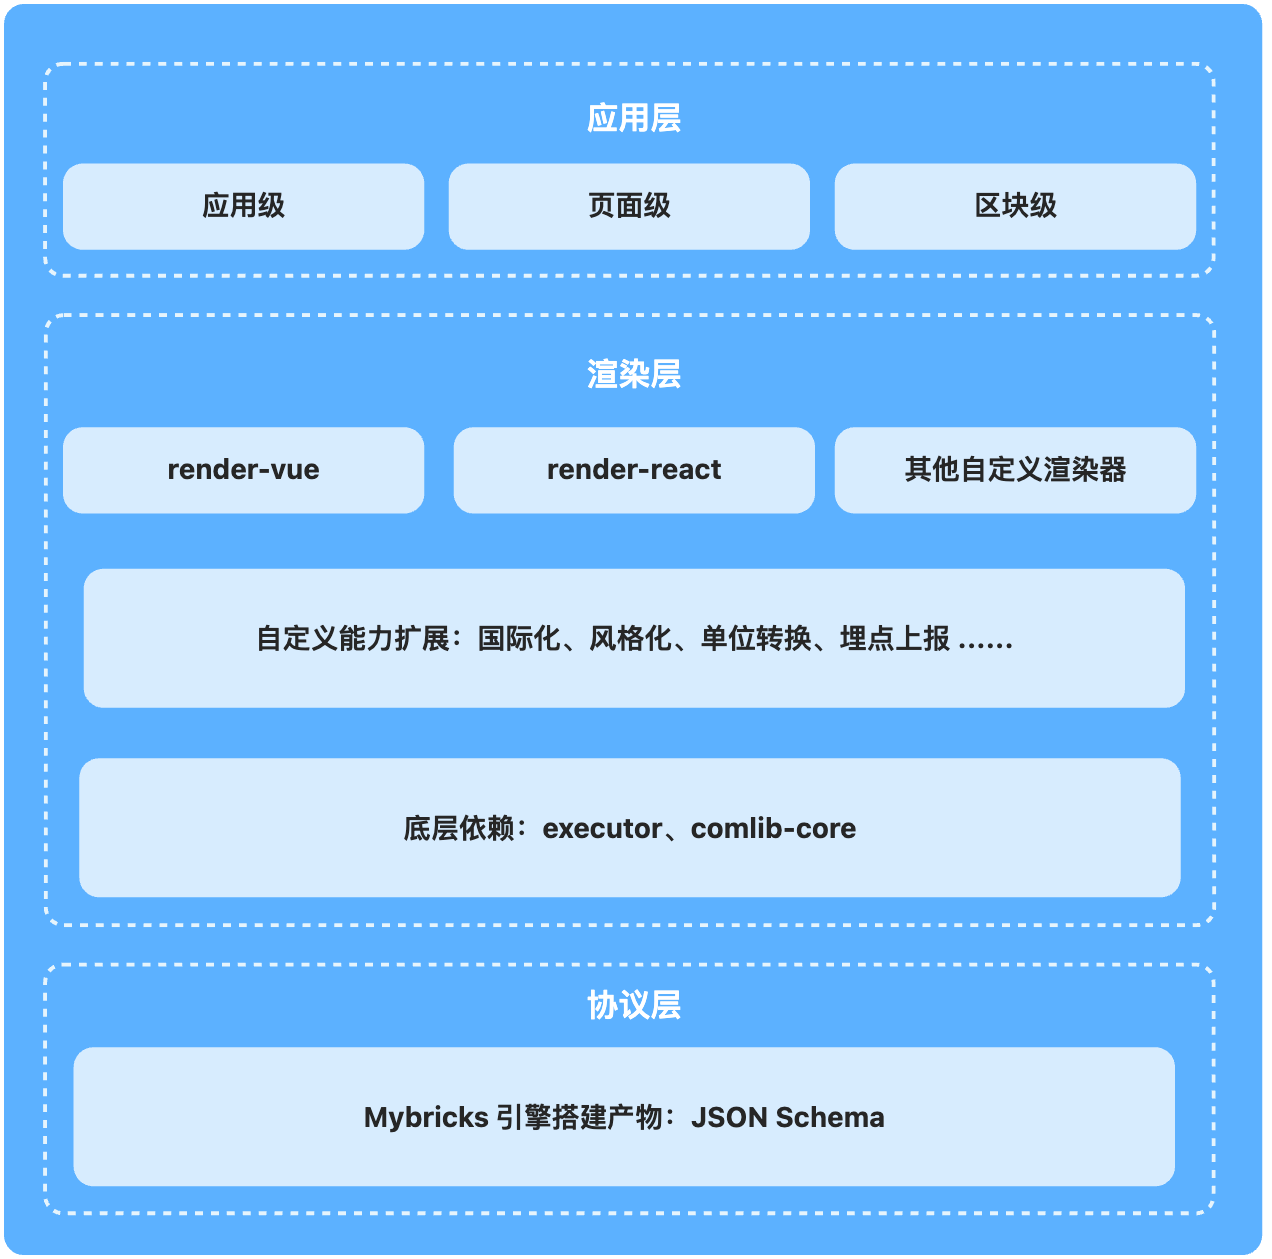 应用层
应用级
页面级
区块级
渲染层
render-vue
render-react
其他自定义渲染器
自定义能力扩展：国际化、风格化、单位转换、埋点上报 ......
底层依赖：executor、comlib-core
协议层
Mybricks 引擎搭建产物：JSON Schema